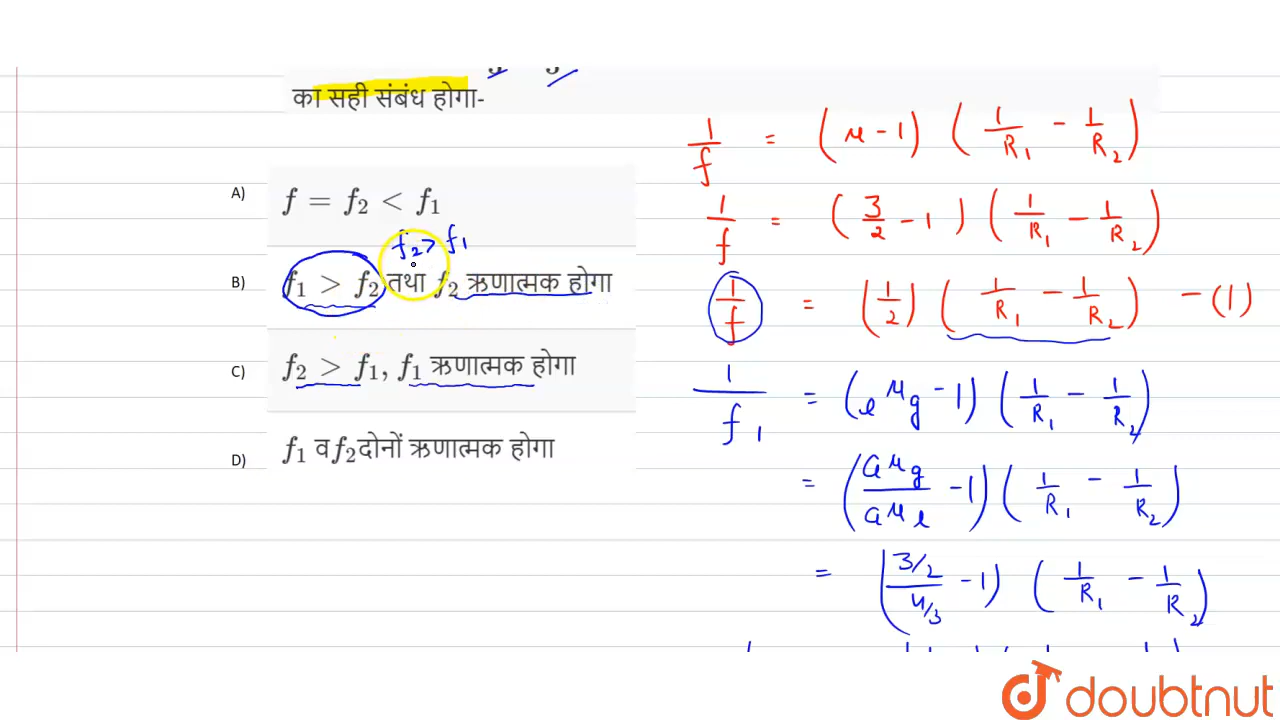 का सही संबंध होगा-
A) f = f₂ < f₁
f₂ > f₁
B) f₁ > f₂ तथा f₂ ऋणात्मक होगा
C) f₂ > f₁, f₁ ऋणात्मक होगा
D) f₁ व f₂दोनों ऋणात्मक होगा
1/f = (μ - 1) (1/R₁ - 1/R₂)
1/f = (3/2 - 1) (1/R₁ - 1/R₂)
1/f = (1/2) (1/R₁ - 1/R₂) - (1)
1/f₁ = (ₗμg - 1) (1/R₁ - 1/R₂)
= (aμg/aμl - 1) (1/R₁ - 1/R₂)
= (3/2/4/3 - 1) (1/R₁ - 1/R₂)
doubtnut